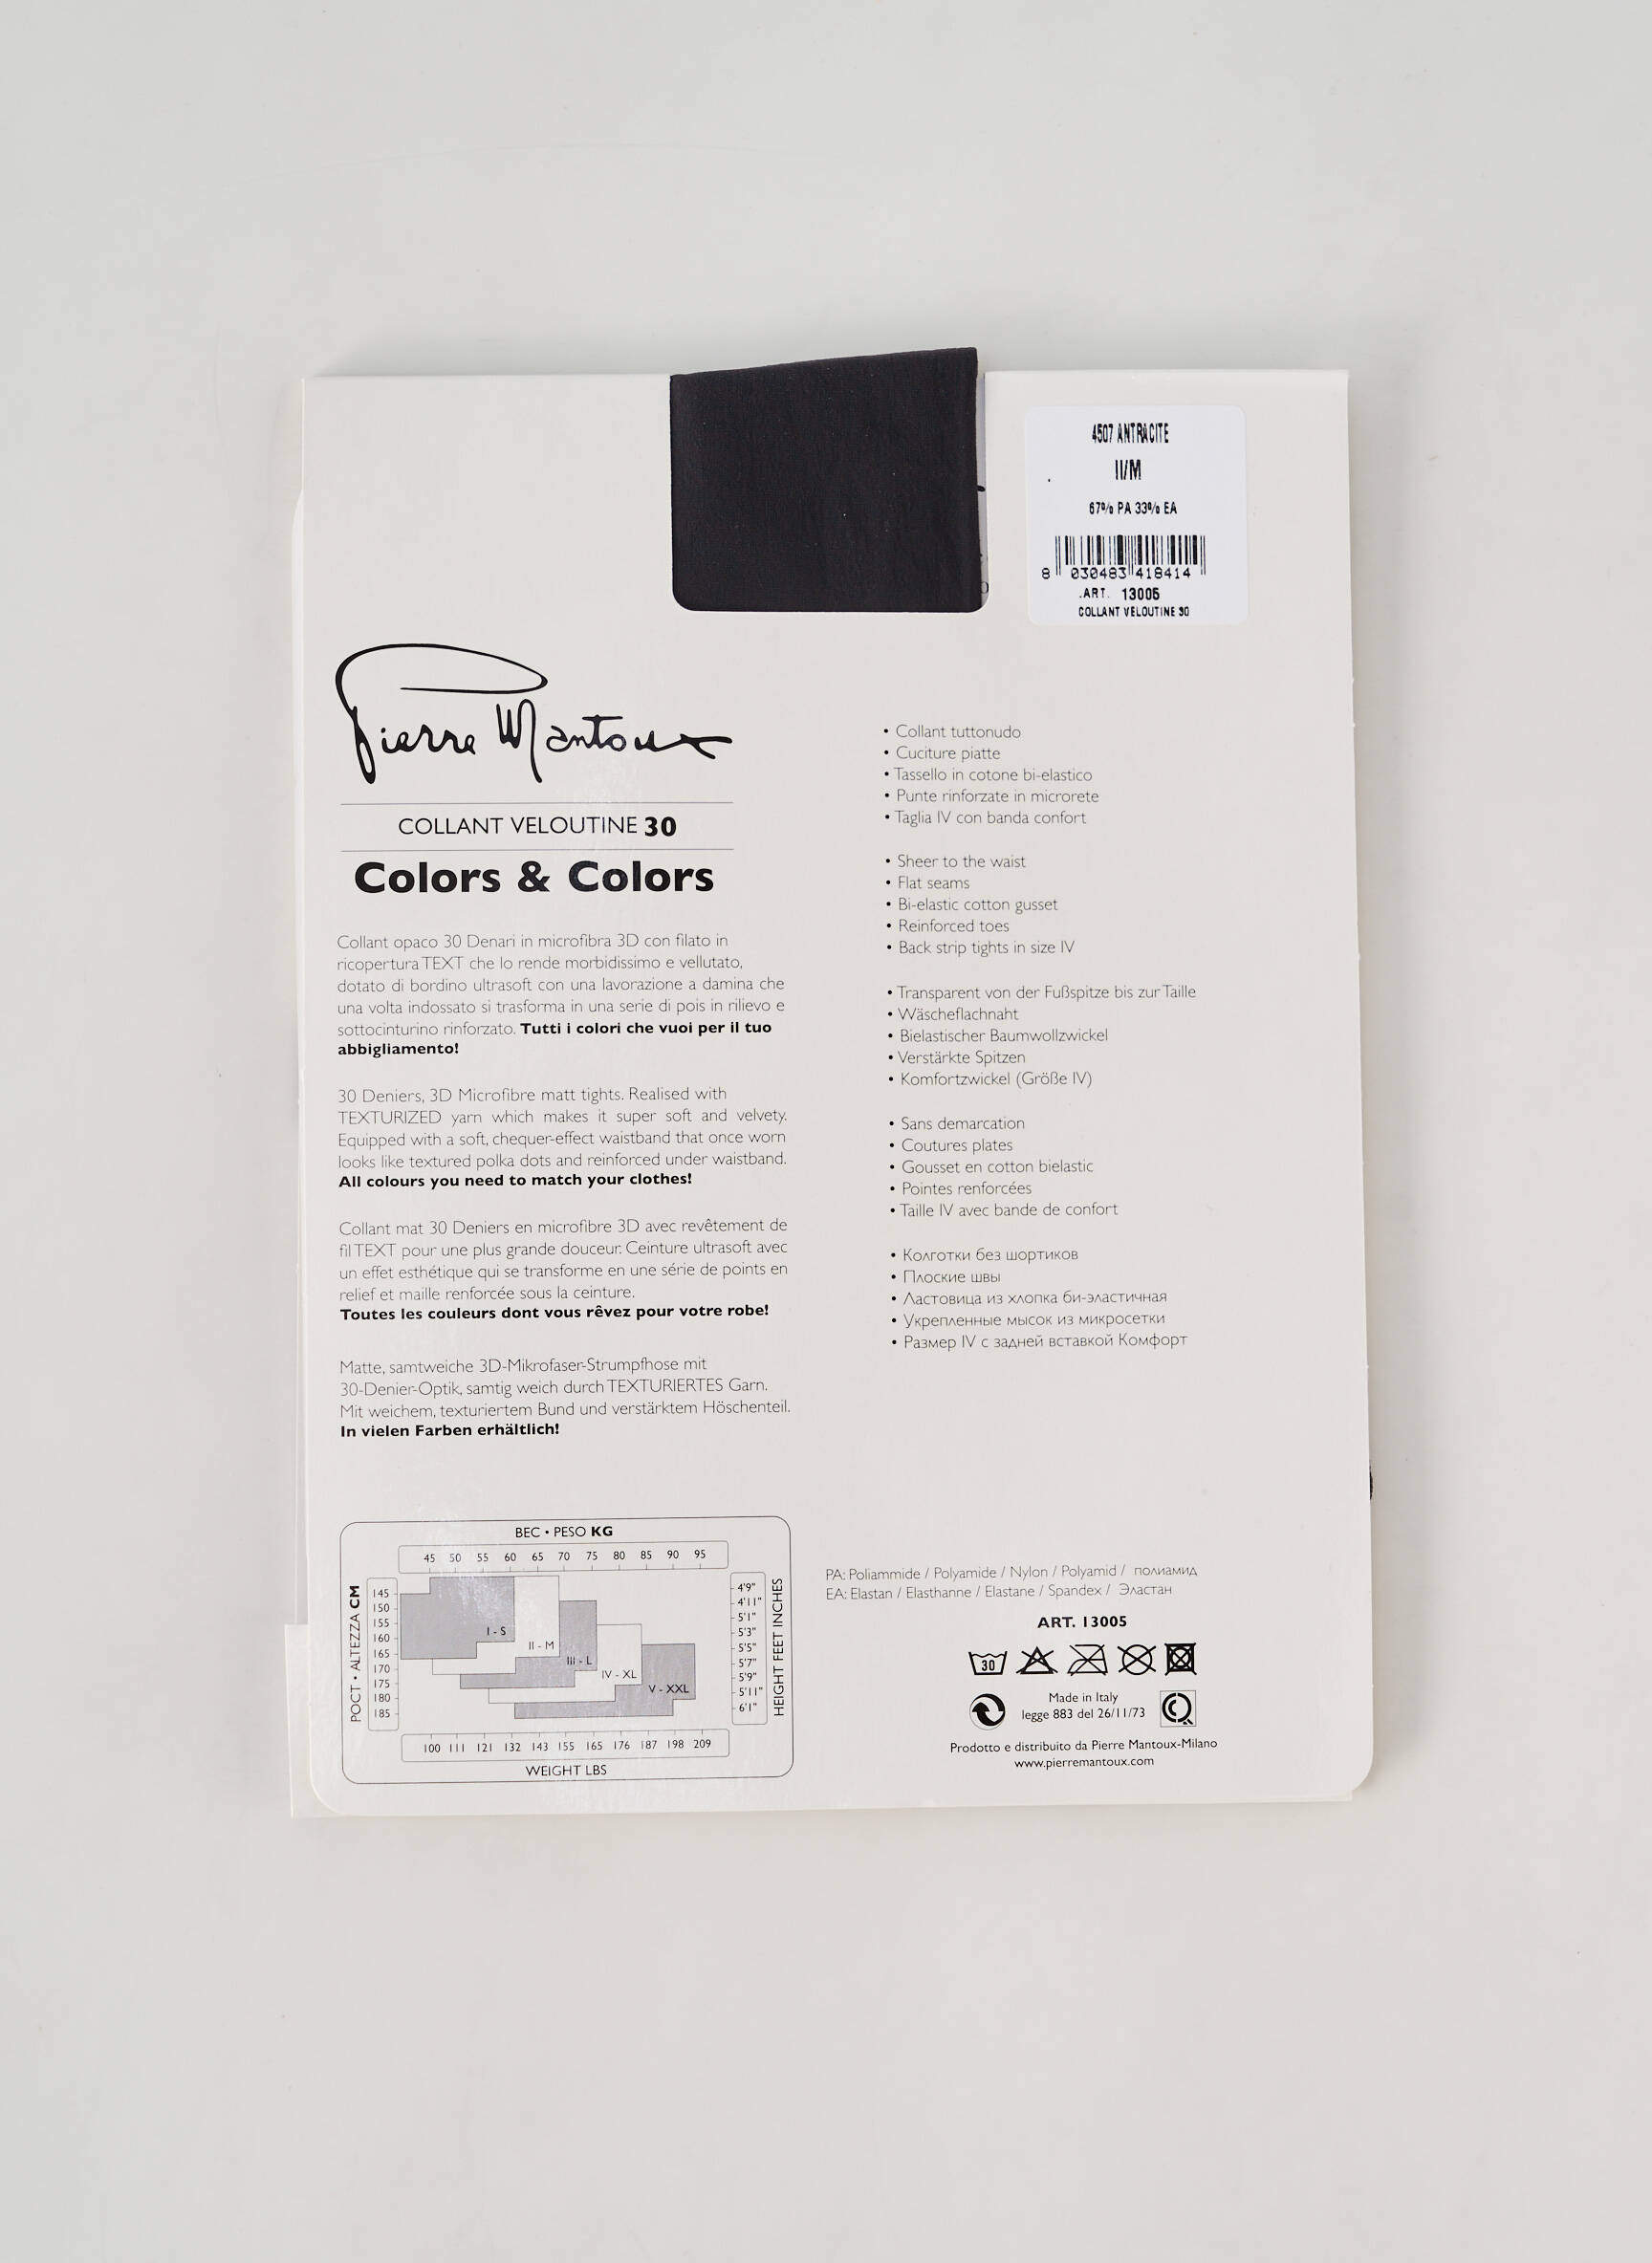 4507 ANTRACITE
II/M
67% PA 33% EA
8 030483 418414
.ART. 13005
COLLANT VELOUTINE 30
Pierre Mantoux
COLLANT VELOUTINE 30
Colors & Colors
Collant opaco 30 Denari in microfibra 3D con filato in
ricopertura TEXT che lo rende morbidissimo e vellutato,
dotato di bordino ultrasoft con una lavorazione a damina che
una volta indossato si trasforma in una serie di pois in rilievo e
sottocinturino rinforzato. Tutti i colori che vuoi per il tuo
abbigliamento!
30 Deniers, 3D Microfibre matt tights. Realised with
TEXTURIZED yarn which makes it super soft and velvety.
Equipped with a soft, chequer-effect waistband that once worn
looks like textured polka dots and reinforced under waistband.
All colours you need to match your clothes!
Collant mat 30 Deniers en microfibre 3D avec revêtement de
fil TEXT pour une plus grande douceur. Ceinture ultrasoft avec
un effet esthétique qui se transforme en une série de points en
relief et maille renforcée sous la ceinture.
Toutes les couleurs dont vous rêvez pour votre robe!
Matte, samtweiche 3D-Mikrofaser-Strumpfhose mit
30-Denier-Optik, samtig weich durch TEXTURIERTES Garn.
Mit weichem, texturiertem Bund und verstärktem Höschenteil.
In vielen Farben erhältlich!
• Collant tuttonudo
• Cuciture piatte
• Tassello in cotone bi-elastico
• Punte rinforzate in microrete
• Taglia IV con banda confort
• Sheer to the waist
• Flat seams
• Bi-elastic cotton gusset
• Reinforced toes
• Back strip tights in size IV
• Transparent von der Fußspitze bis zur Taille
• Wäscheflachnaht
• Bielastischer Baumwollzwickel
• Verstärkte Spitzen
• Komfortzwickel (Größe IV)
• Sans demarcation
• Coutures plates
• Gousset en cotton bielastic
• Pointes renforcées
• Taille IV avec bande de confort
• Колготки без шортиков
• Плоские швы
• Ластовица из хлопка би-эластичная
• Укрепленные мысок из микросетки
• Размер IV с задней вставкой Комфорт
ВЕС • PESO KG
45 50 55 60 65 70 75 80 85 90 95
РОСТ • ALTEZZA CM
145
150
155
160
165
170
175
180
185
I - S
II - M
III - L
IV - XL
V - XXL
4'9"
4'11"
5'1"
5'3"
5'5"
5'7"
5'9"
5'11"
6'1"
HEIGHT FEET INCHES
100 111 121 132 143 155 165 176 187 198 209
WEIGHT LBS
PA: Poliammide / Polyamide / Nylon / Polyamid / полиамид
EA: Elastan / Elasthanne / Elastane / Spandex / Эластан
ART. 13005
30
Made in Italy
legge 883 del 26/11/73
Prodotto e distribuito da Pierre Mantoux-Milano
www.pierremantoux.com